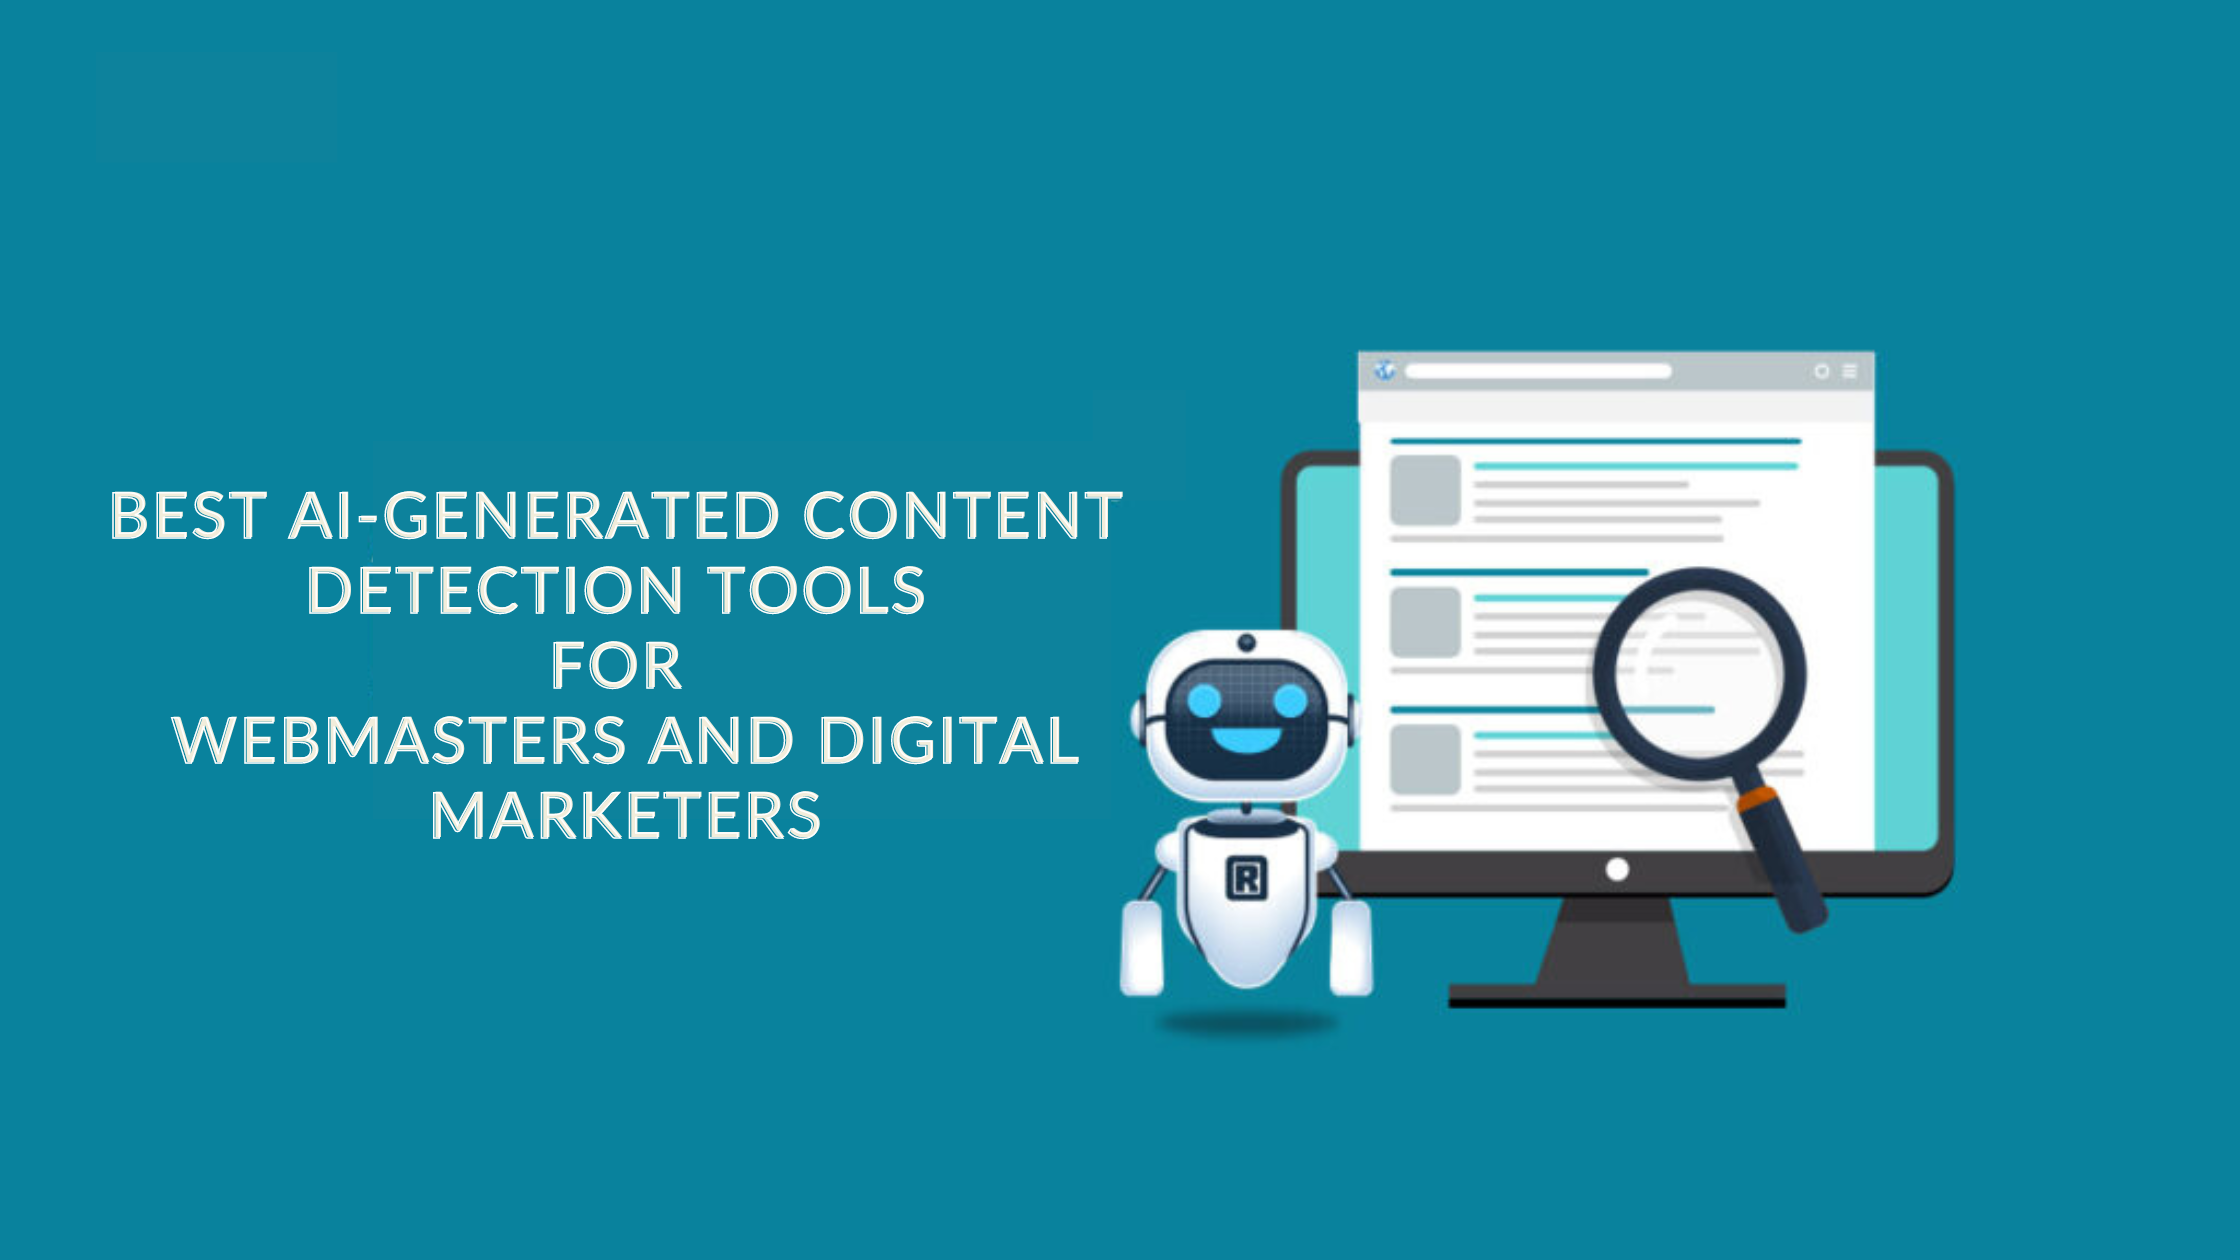 BEST AI-GENERATED CONTENT
DETECTION TOOLS
FOR
WEBMASTERS AND DIGITAL
MARKETERS
R